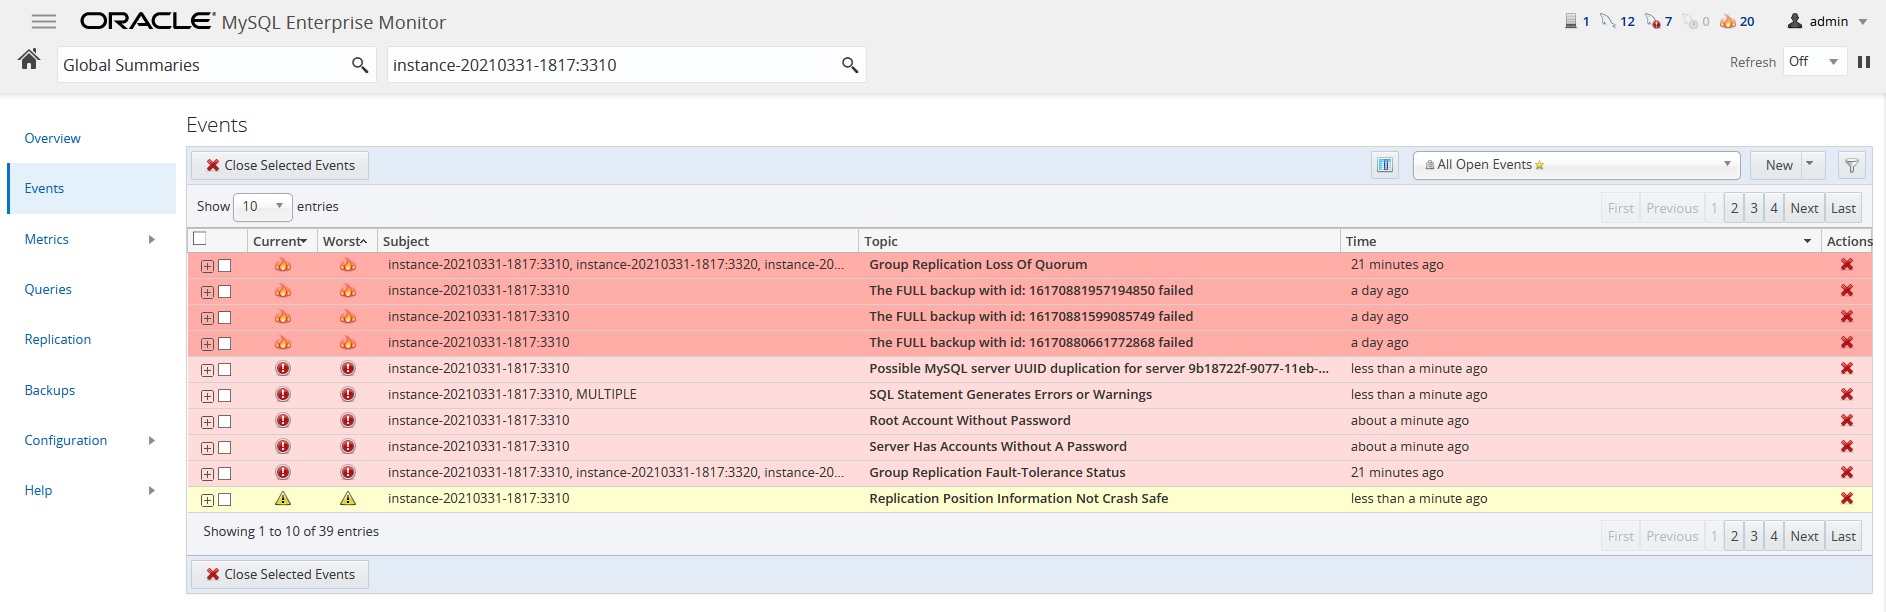 ORACLE MySQL Enterprise Monitor 1 12 7 0 20 admin
Global Summaries instance-20210331-1817:3310 Refresh Off
Overview
Events
Metrics
Queries
Replication
Backups
Configuration
Help
Events
Close Selected Events All Open Events New
Show 10 entries First Previous 1 2 3 4 Next Last
Current Worst Subject Topic Time Actions
instance-20210331-1817:3310, instance-20210331-1817:3320, instance-20... Group Replication Loss Of Quorum 21 minutes ago
instance-20210331-1817:3310 The FULL backup with id: 16170881957194850 failed a day ago
instance-20210331-1817:3310 The FULL backup with id: 16170881599085749 failed a day ago
instance-20210331-1817:3310 The FULL backup with id: 16170880661772868 failed a day ago
instance-20210331-1817:3310 Possible MySQL server UUID duplication for server 9b18722f-9077-11eb-... less than a minute ago
instance-20210331-1817:3310, MULTIPLE SQL Statement Generates Errors or Warnings less than a minute ago
instance-20210331-1817:3310 Root Account Without Password about a minute ago
instance-20210331-1817:3310 Server Has Accounts Without A Password about a minute ago
instance-20210331-1817:3310, instance-20210331-1817:3320, instance-20... Group Replication Fault-Tolerance Status 21 minutes ago
instance-20210331-1817:3310 Replication Position Information Not Crash Safe less than a minute ago
Showing 1 to 10 of 39 entries First Previous 1 2 3 4 Next Last
Close Selected Events